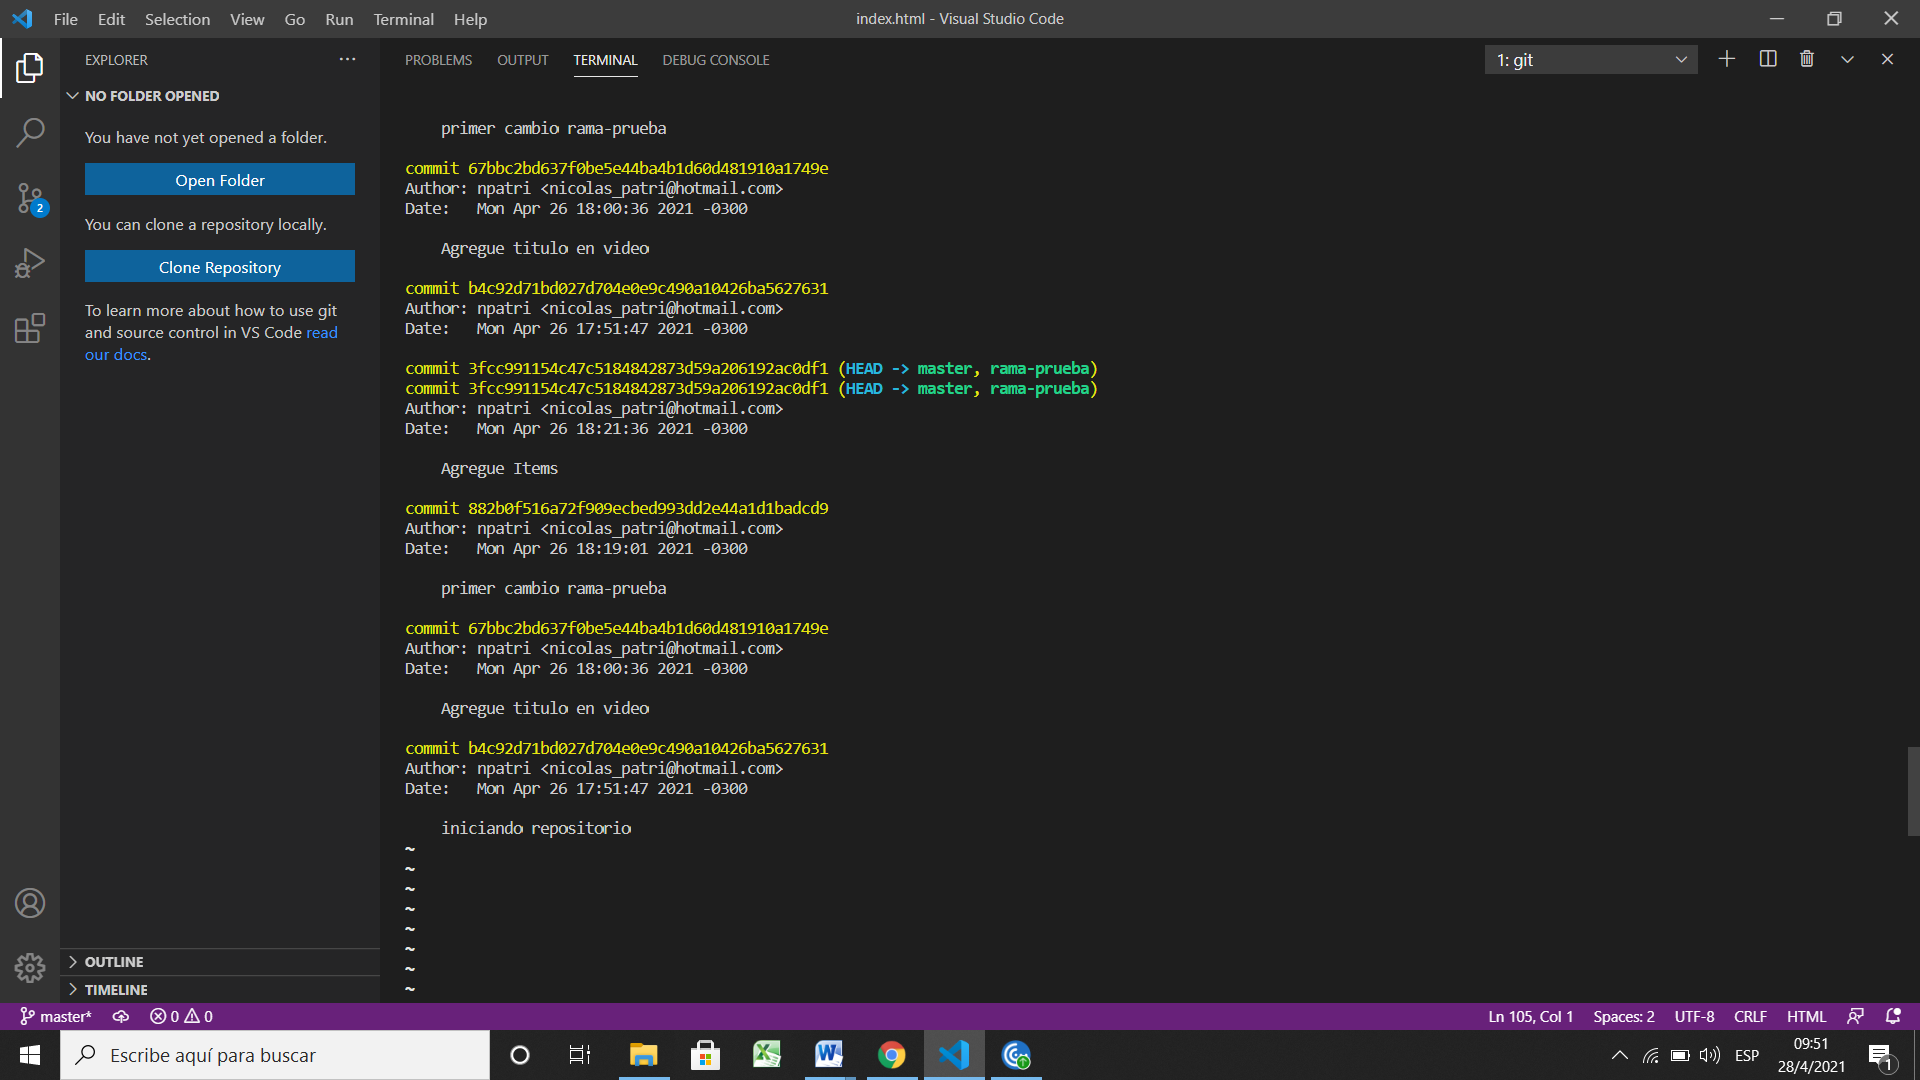 File Edit Selection View Go Run Terminal Help
index.html - Visual Studio Code
EXPLORER
NO FOLDER OPENED
You have not yet opened a folder.
Open Folder
You can clone a repository locally.
Clone Repository
To learn more about how to use git
and source control in VS Code read
our docs.
2
OUTLINE
TIMELINE
PROBLEMS OUTPUT TERMINAL DEBUG CONSOLE
1: git
primer cambio rama-prueba
commit 67bbc2bd637f0be5e44ba4b1d60d481910a1749e
Author: npatri <nicolas_patri@hotmail.com>
Date:   Mon Apr 26 18:00:36 2021 -0300
Agregue titulo en video
commit b4c92d71bd027d704e0e9c490a10426ba5627631
Author: npatri <nicolas_patri@hotmail.com>
Date:   Mon Apr 26 17:51:47 2021 -0300
commit 3fcc991154c47c5184842873d59a206192ac0df1 (HEAD -> master, rama-prueba)
commit 3fcc991154c47c5184842873d59a206192ac0df1 (HEAD -> master, rama-prueba)
Author: npatri <nicolas_patri@hotmail.com>
Date:   Mon Apr 26 18:21:36 2021 -0300
Agregue Items
commit 882b0f516a72f909ecbed993dd2e44a1d1badcd9
Author: npatri <nicolas_patri@hotmail.com>
Date:   Mon Apr 26 18:19:01 2021 -0300
primer cambio rama-prueba
commit 67bbc2bd637f0be5e44ba4b1d60d481910a1749e
Author: npatri <nicolas_patri@hotmail.com>
Date:   Mon Apr 26 18:00:36 2021 -0300
Agregue titulo en video
commit b4c92d71bd027d704e0e9c490a10426ba5627631
Author: npatri <nicolas_patri@hotmail.com>
Date:   Mon Apr 26 17:51:47 2021 -0300
iniciando repositorio
~
~
~
~
~
~
~
~
master* 0 0
Ln 105, Col 1 Spaces: 2 UTF-8 CRLF HTML
Escribe aquí para buscar
ESP
09:51
28/4/2021
1